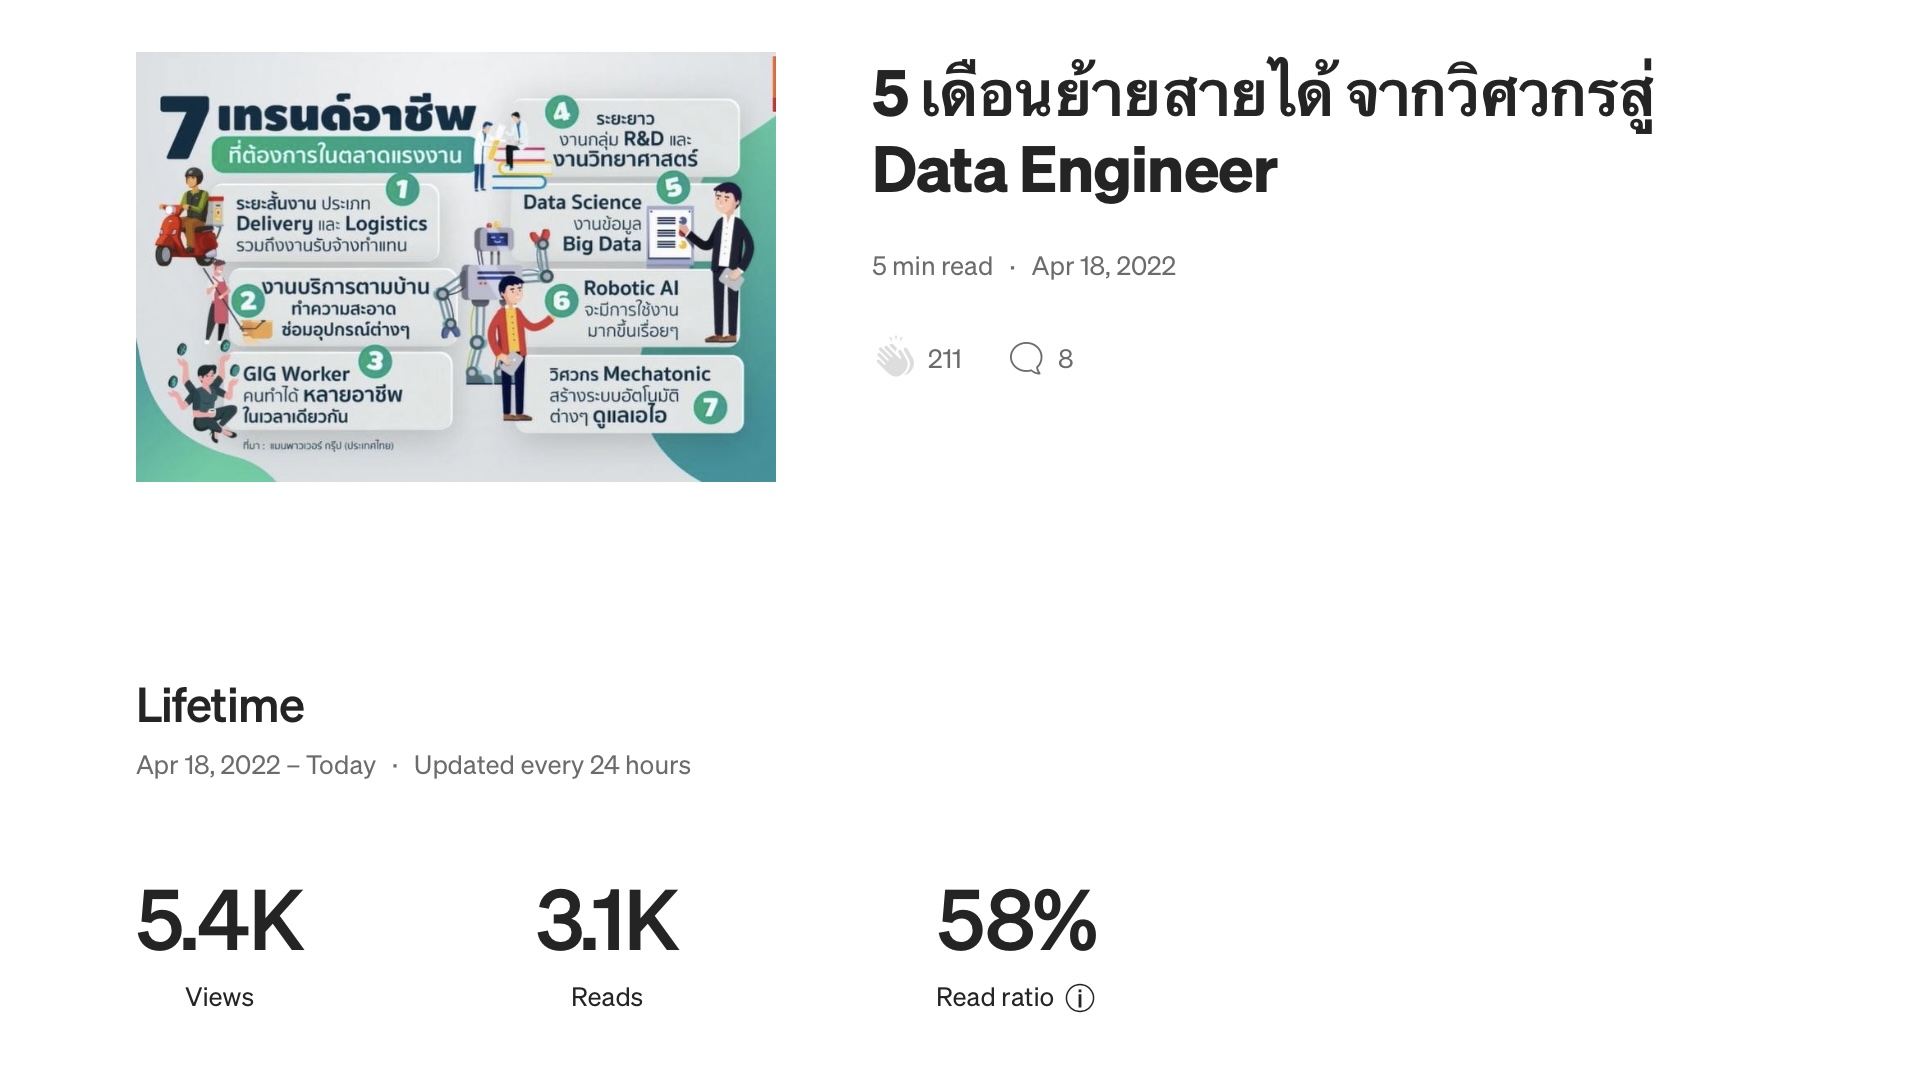 7 เทรนด์อาชีพ
ที่ต้องการในตลาดแรงงาน
1
ระยะสั้นงาน ประเภท
Delivery และ Logistics
รวมถึงงานรับจ้างทำแทน
2
งานบริการตามบ้าน
ทำความสะอาด
ซ่อมอุปกรณ์ต่างๆ
3
GIG Worker
คนทำได้ หลายอาชีพ
ในเวลาเดียวกัน
ที่มา : แมนพาวเวอร์ กรุ๊ป (ประเทศไทย)
4
ระยะยาว
งานกลุ่ม R&D และ
งานวิทยาศาสตร์
5
Data Science
งานข้อมูล
Big Data
6
Robotic AI
จะมีการใช้งาน
มากขึ้นเรื่อยๆ
วิศวกร Mechatonic
สร้างระบบอัตโนมัติ
ต่างๆ ดูแลเอไอ
7
5 เดือนย้ายสายได้ จากวิศวกรสู่
Data Engineer
5 min read · Apr 18, 2022
211 8
Lifetime
Apr 18, 2022 – Today · Updated every 24 hours
5.4K 3.1K 58%
Views Reads Read ratio